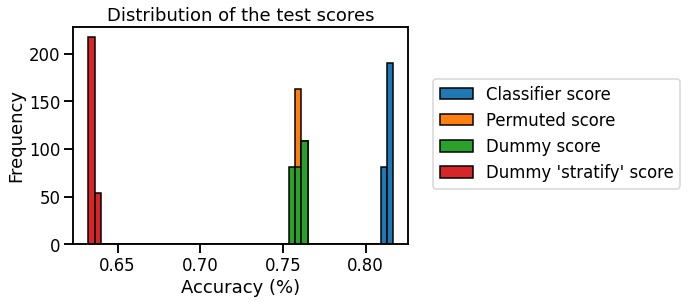 Distribution of the test scores
Frequency
200
150
100
50
0
0.65 0.70 0.75 0.80
Accuracy (%)
Classifier score
Permuted score
Dummy score
Dummy 'stratify' score